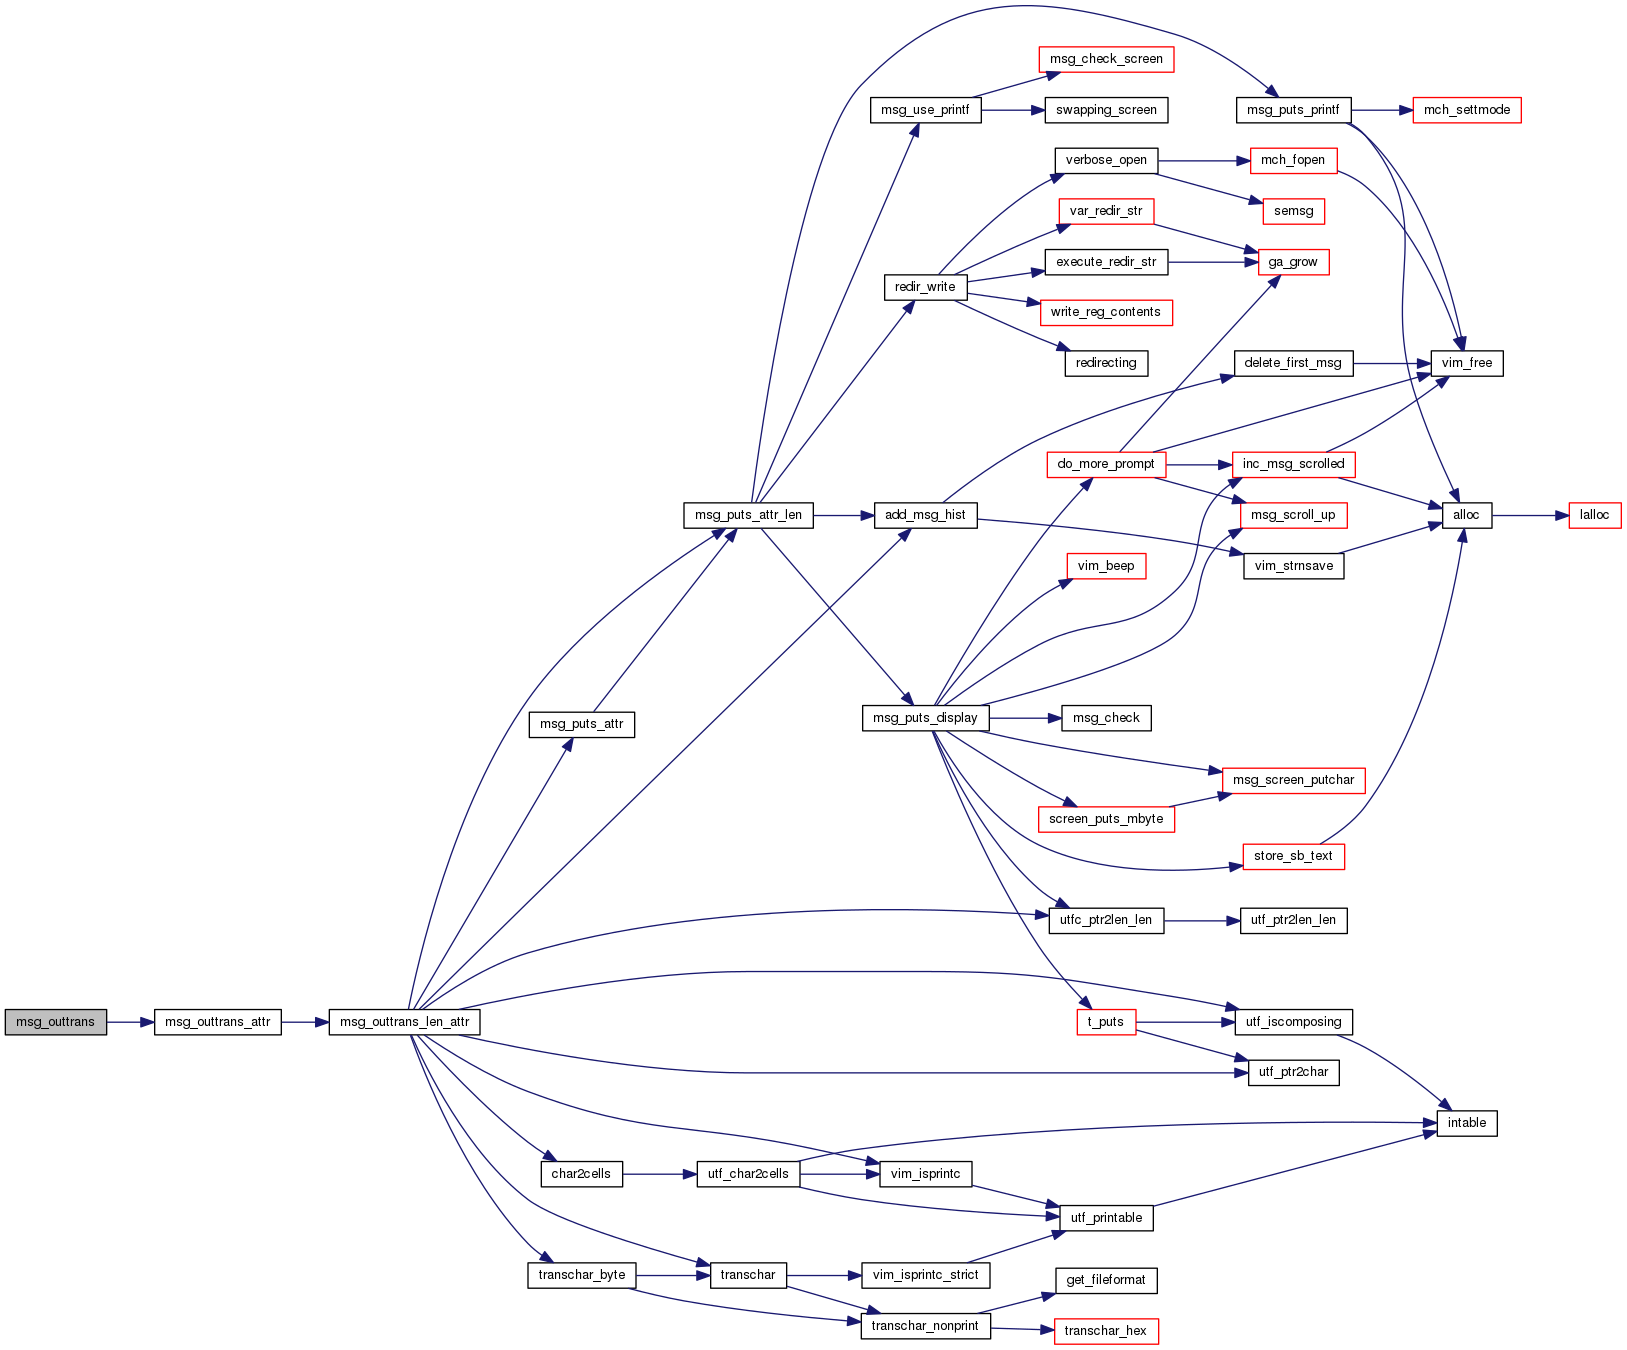 msg_check_screen
msg_use_printf
swapping_screen
msg_puts_printf
mch_settmode
verbose_open
mch_fopen
var_redir_str
semsg
execute_redir_str
ga_grow
redir_write
write_reg_contents
redirecting
delete_first_msg
vim_free
do_more_prompt
inc_msg_scrolled
msg_puts_attr_len
add_msg_hist
msg_scroll_up
alloc
lalloc
vim_beep
vim_strnsave
msg_puts_attr
msg_puts_display
msg_check
msg_screen_putchar
screen_puts_mbyte
store_sb_text
utfc_ptr2len_len
utf_ptr2len_len
msg_outtrans
msg_outtrans_attr
msg_outtrans_len_attr
t_puts
utf_iscomposing
utf_ptr2char
intable
char2cells
utf_char2cells
vim_isprintc
utf_printable
transchar_byte
transchar
vim_isprintc_strict
get_fileformat
transchar_nonprint
transchar_hex